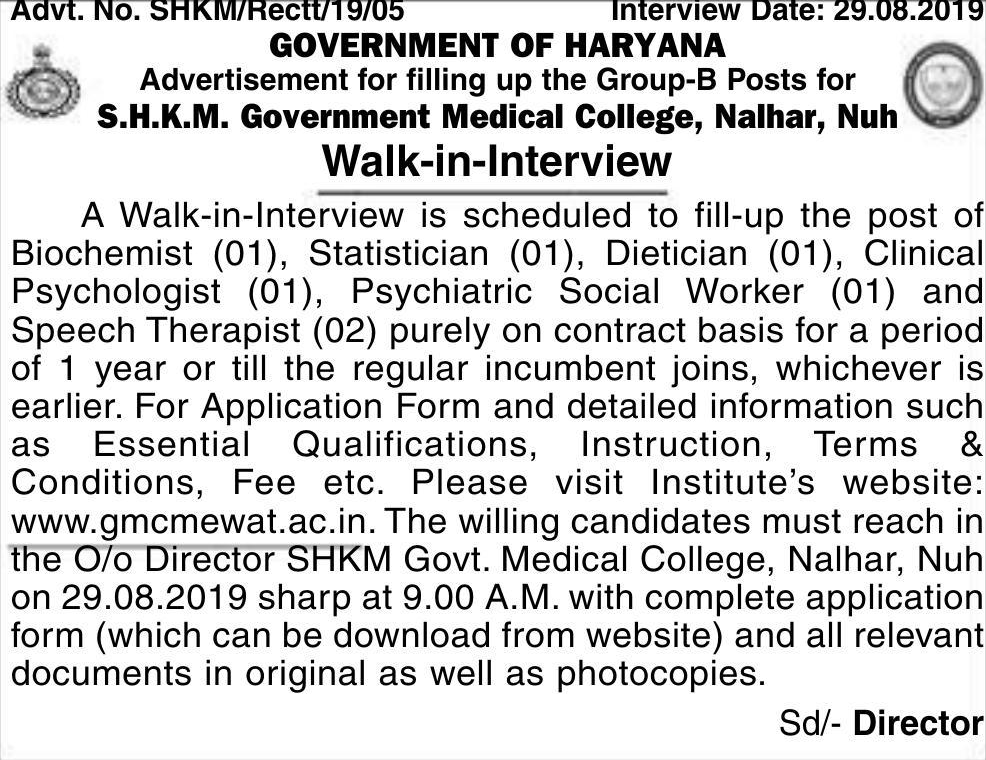 Advt. No. SHKM/Rectt/19/05 Interview Date: 29.08.2019
GOVERNMENT OF HARYANA
Advertisement for filling up the Group-B Posts for
S.H.K.M. Government Medical College, Nalhar, Nuh
Walk-in-Interview
A Walk-in-Interview is scheduled to fill-up the post of
Biochemist (01), Statistician (01), Dietician (01), Clinical
Psychologist (01), Psychiatric Social Worker (01) and
Speech Therapist (02) purely on contract basis for a period
of 1 year or till the regular incumbent joins, whichever is
earlier. For Application Form and detailed information such
as Essential Qualifications, Instruction, Terms &
Conditions, Fee etc. Please visit Institute's website:
www.gmcmewat.ac.in. The willing candidates must reach in
the O/o Director SHKM Govt. Medical College, Nalhar, Nuh
on 29.08.2019 sharp at 9.00 A.M. with complete application
form (which can be download from website) and all relevant
documents in original as well as photocopies.
Sd/- Director